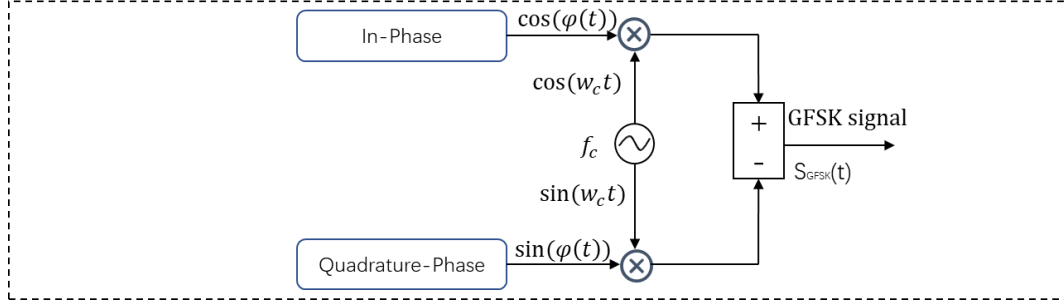 In-Phase
cos(φ(t))
cos(w_c t)
+
GFSK signal
f_c
-
S_GFSK(t)
sin(w_c t)
Quadrature-Phase
sin(φ(t))